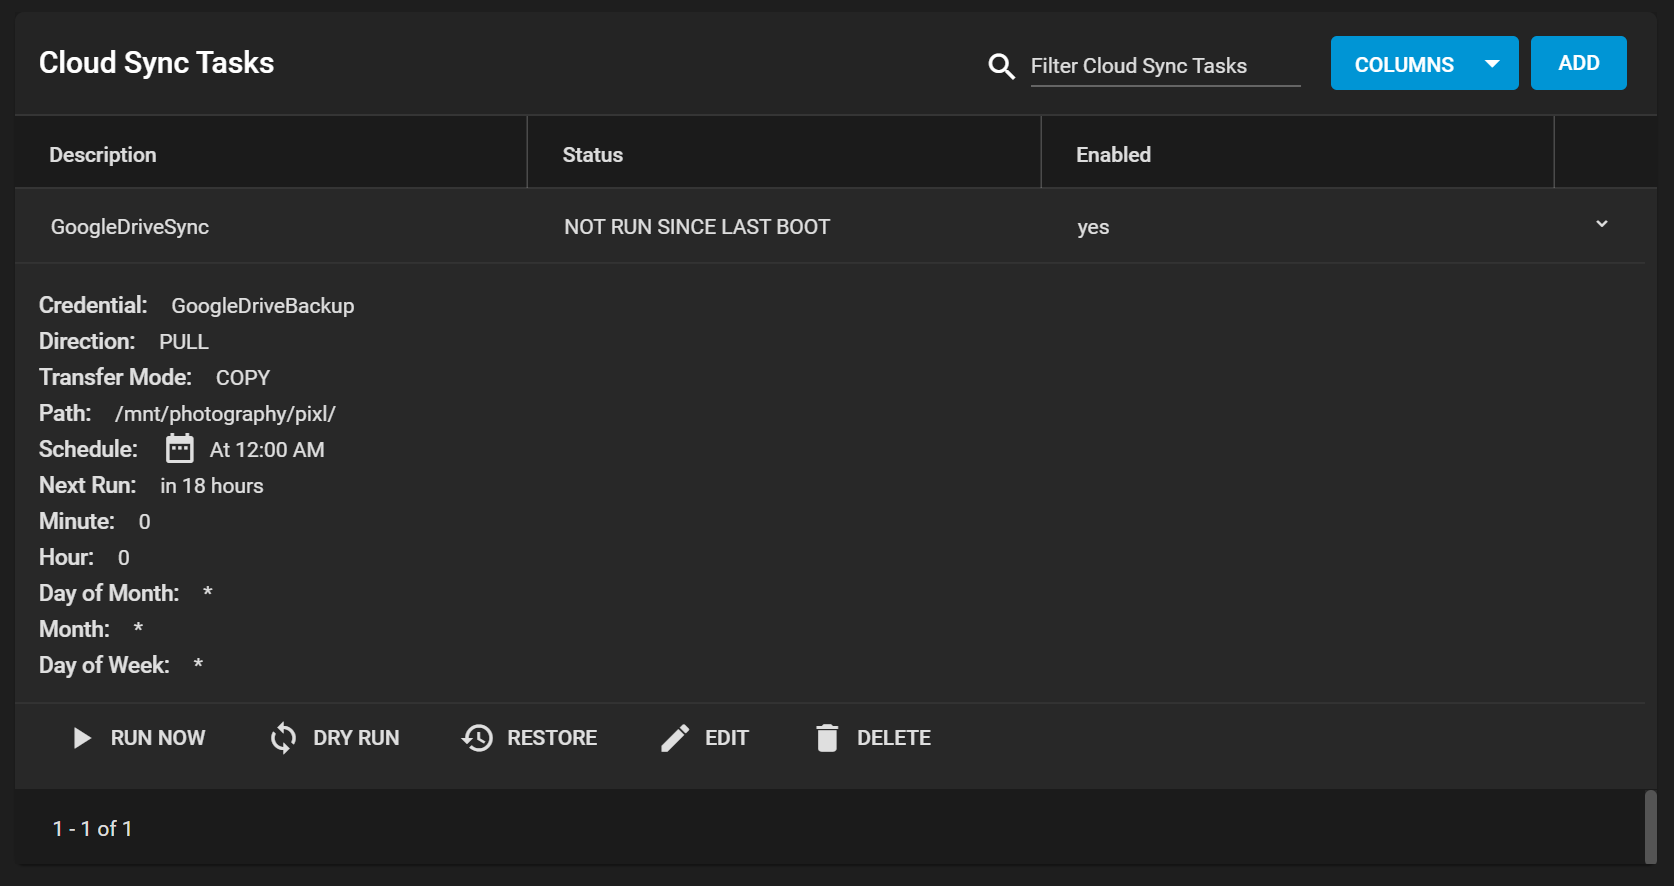 Cloud Sync Tasks
Filter Cloud Sync Tasks
COLUMNS
ADD
Description Status Enabled
GoogleDriveSync NOT RUN SINCE LAST BOOT yes
Credential: GoogleDriveBackup
Direction: PULL
Transfer Mode: COPY
Path: /mnt/photography/pixl/
Schedule: At 12:00 AM
Next Run: in 18 hours
Minute: 0
Hour: 0
Day of Month: *
Month: *
Day of Week: *
RUN NOW DRY RUN RESTORE EDIT DELETE
1 - 1 of 1